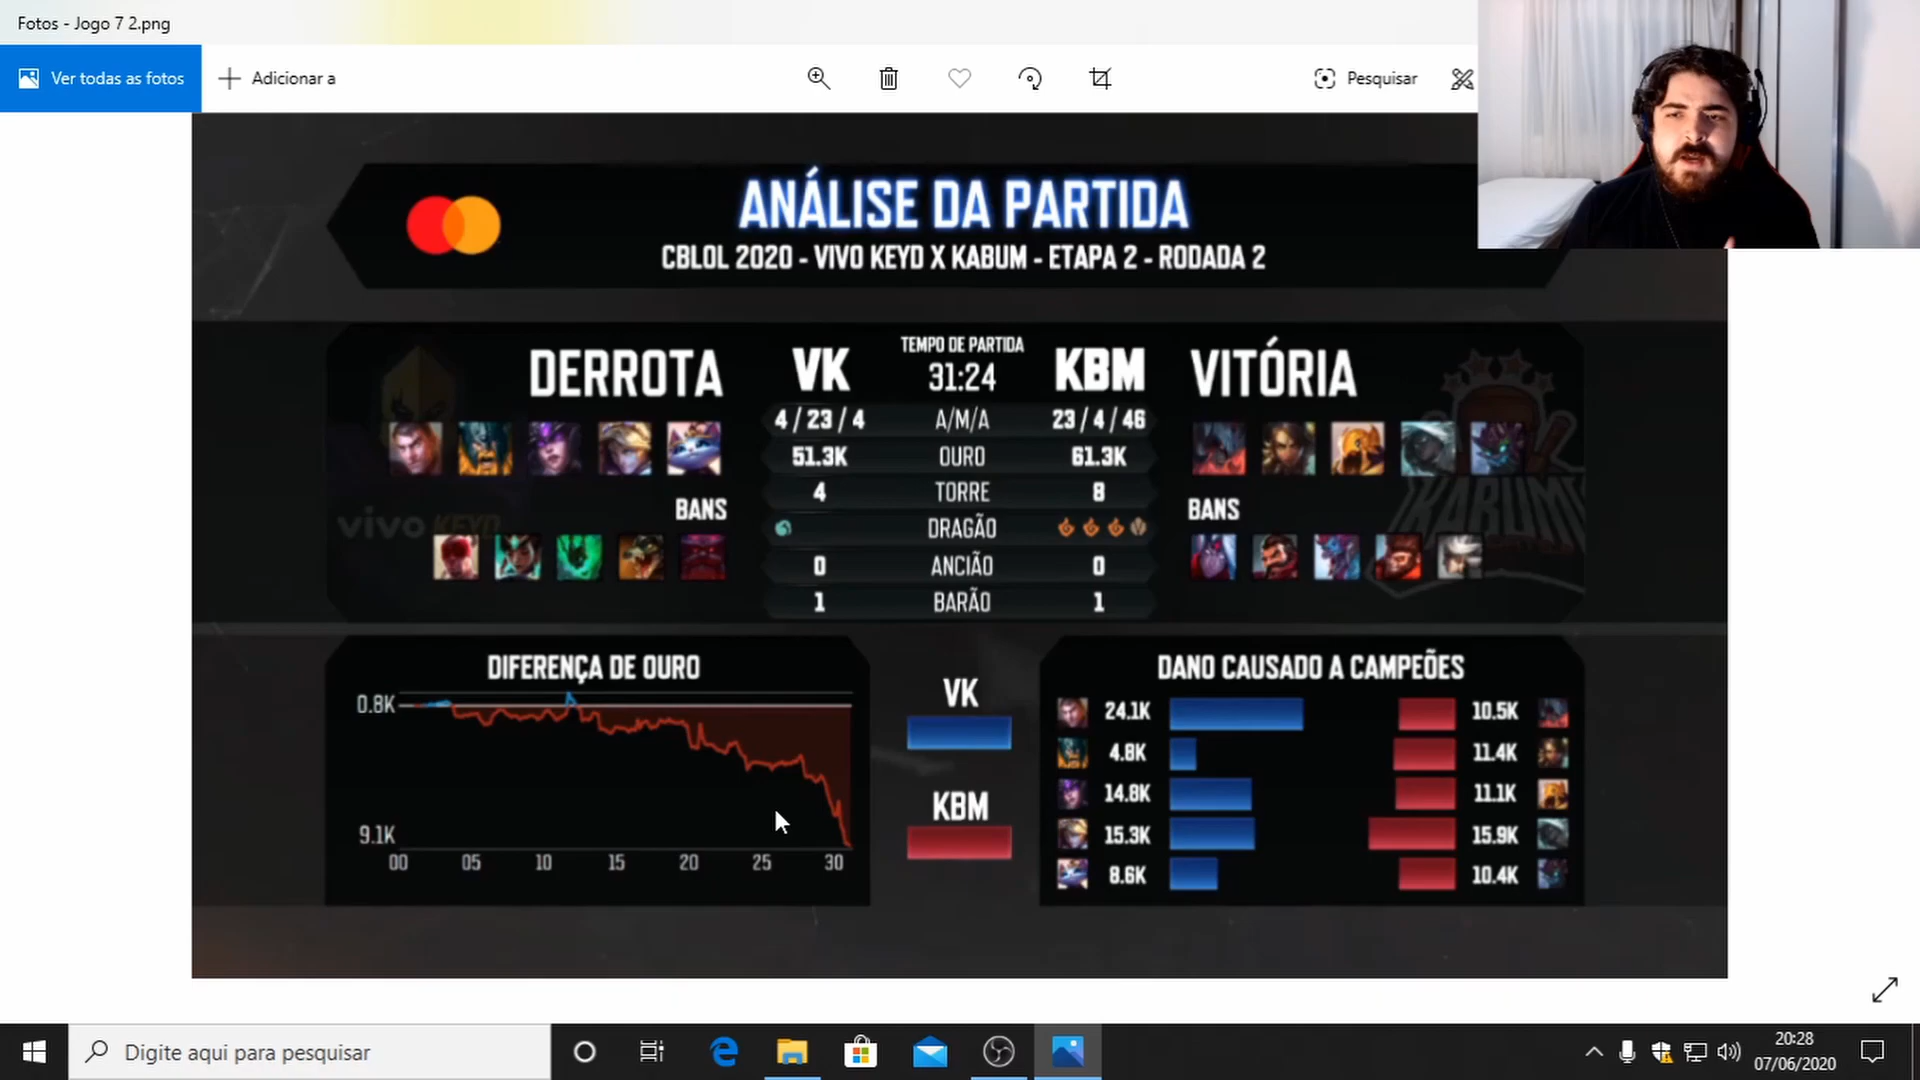 Fotos - Jogo 7 2.png
Ver todas as fotos
Adicionar a
Pesquisar
ANÁLISE DA PARTIDA
CBLOL 2020 - VIVO KEYD X KABUM - ETAPA 2 - RODADA 2
DERROTA
VK
TEMPO DE PARTIDA
31:24
KBM
VITÓRIA
4 / 23 / 4 A/M/A 23 / 4 / 46
51.3K OURO 61.3K
4 TORRE 8
BANS
BANS
DRAGÃO
vivo KEYD
KABUM!
0 ANCIÃO 0
1 BARÃO 1
DIFERENÇA DE OURO
0.8K
9.1K
00 05 10 15 20 25 30
VK
KBM
DANO CAUSADO A CAMPEÕES
24.1K 10.5K
4.8K 11.4K
14.8K 11.1K
15.3K 15.9K
8.6K 10.4K
Digite aqui para pesquisar
20:28
07/06/2020